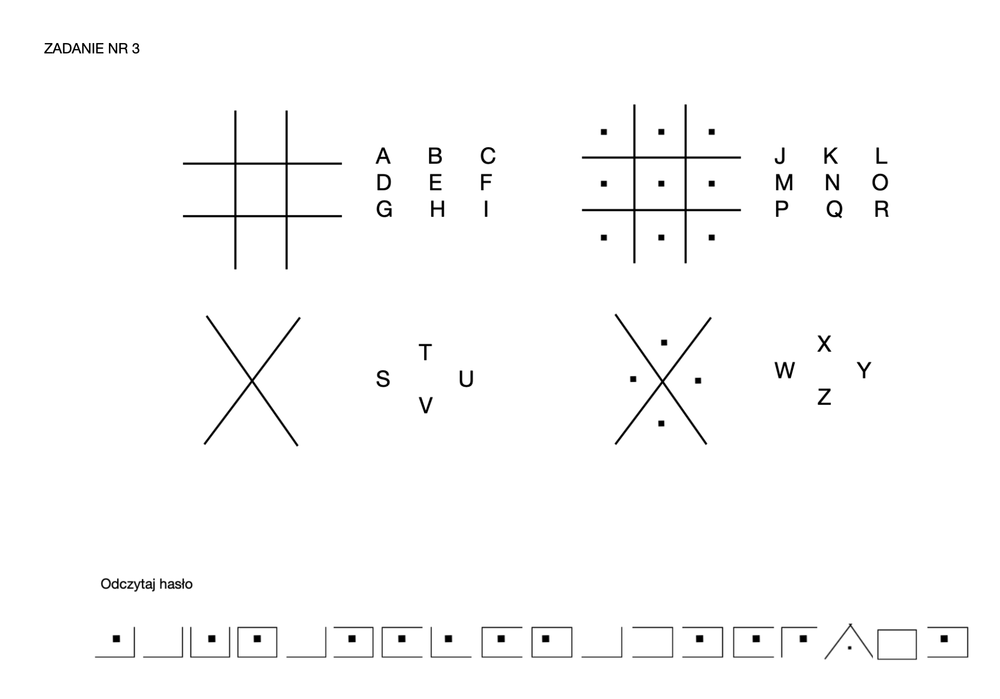 ZADANIE NR 3
A B C
D E F
G H I
J K L
M N O
P Q R
T
S U
V
X
W Y
Z
Odczytaj hasło